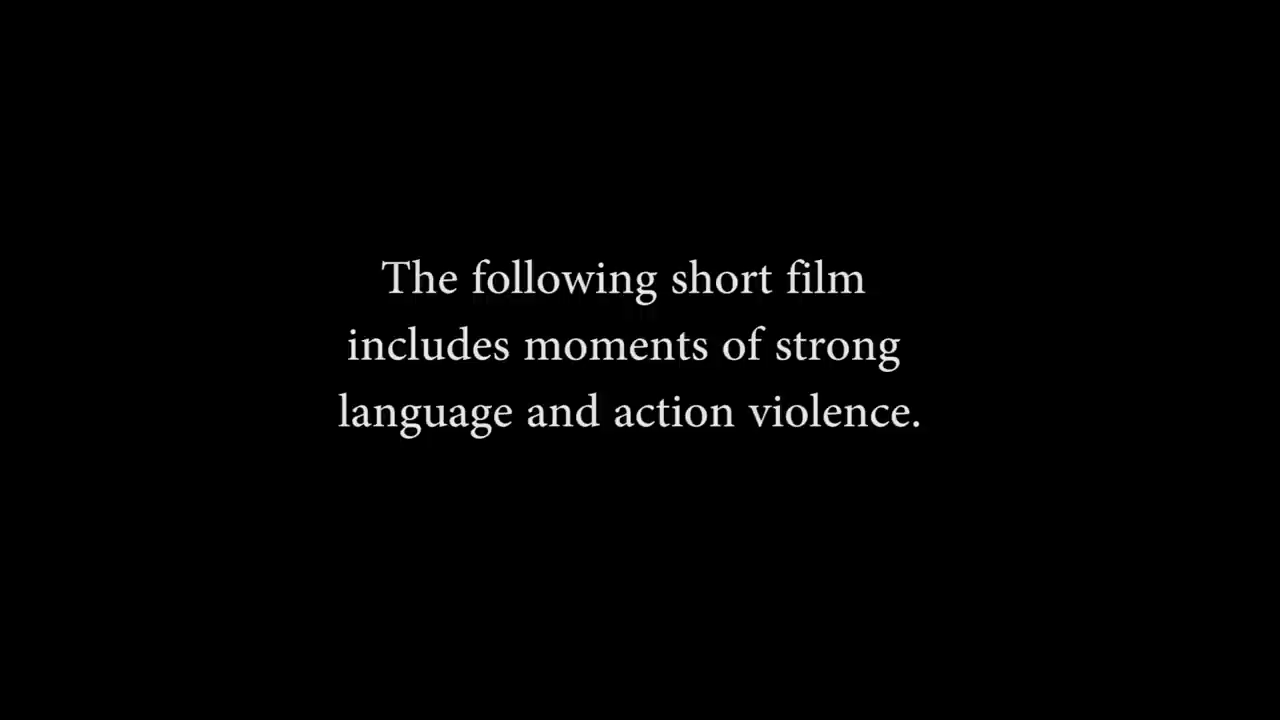 The following short film
includes moments of strong
language and action violence.